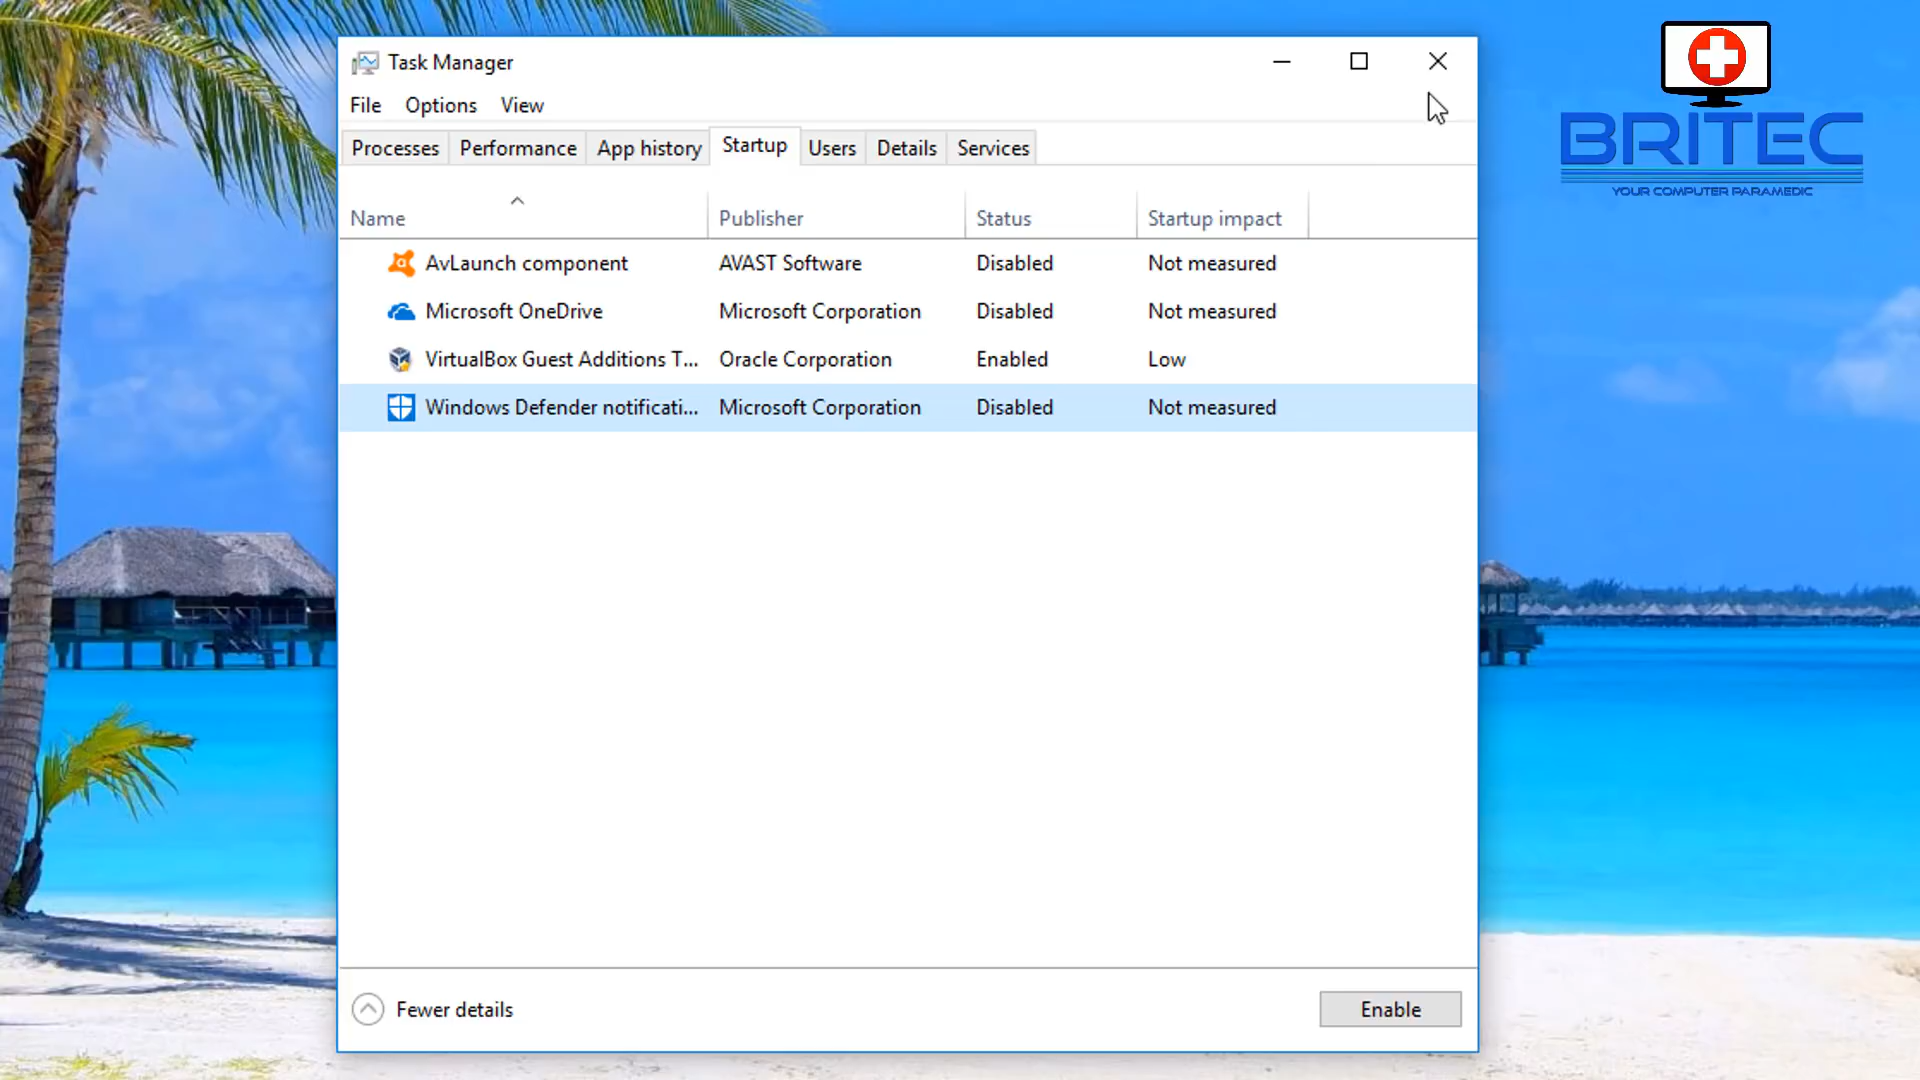 Task Manager
File Options View
Processes Performance App history Startup Users Details Services
Name Publisher Status Startup impact
AvLaunch component AVAST Software Disabled Not measured
Microsoft OneDrive Microsoft Corporation Disabled Not measured
VirtualBox Guest Additions T... Oracle Corporation Enabled Low
Windows Defender notificati... Microsoft Corporation Disabled Not measured
Fewer details Enable
BRITEC
YOUR COMPUTER PARAMEDIC